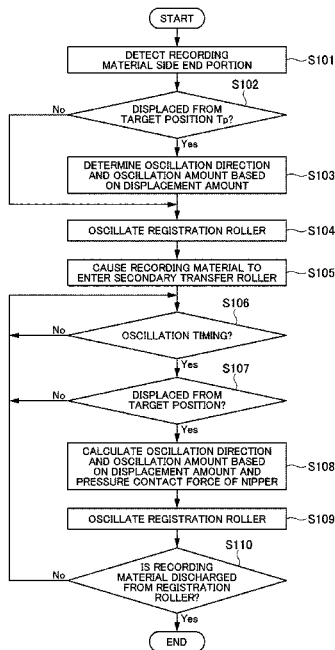 START
DETECT RECORDING
MATERIAL SIDE END PORTION
S101
S102
DISPLACED FROM
TARGET POSITION Tp?
No
Yes
DETERMINE OSCILLATION DIRECTION
AND OSCILLATION AMOUNT BASED
ON DISPLACEMENT AMOUNT
S103
OSCILLATE REGISTRATION ROLLER
S104
CAUSE RECORDING MATERIAL TO
ENTER SECONDARY TRANSFER ROLLER
S105
S106
No
OSCILLATION TIMING?
Yes
S107
No
DISPLACED FROM
TARGET POSITION?
Yes
CALCULATE OSCILLATION DIRECTION
AND OSCILLATION AMOUNT BASED
ON DISPLACEMENT AMOUNT AND
PRESSURE CONTACT FORCE OF NIPPER
S108
OSCILLATE REGISTRATION ROLLER
S109
S110
No
IS RECORDING
MATERIAL DISCHARGED
FROM REGISTRATION
ROLLER?
Yes
END